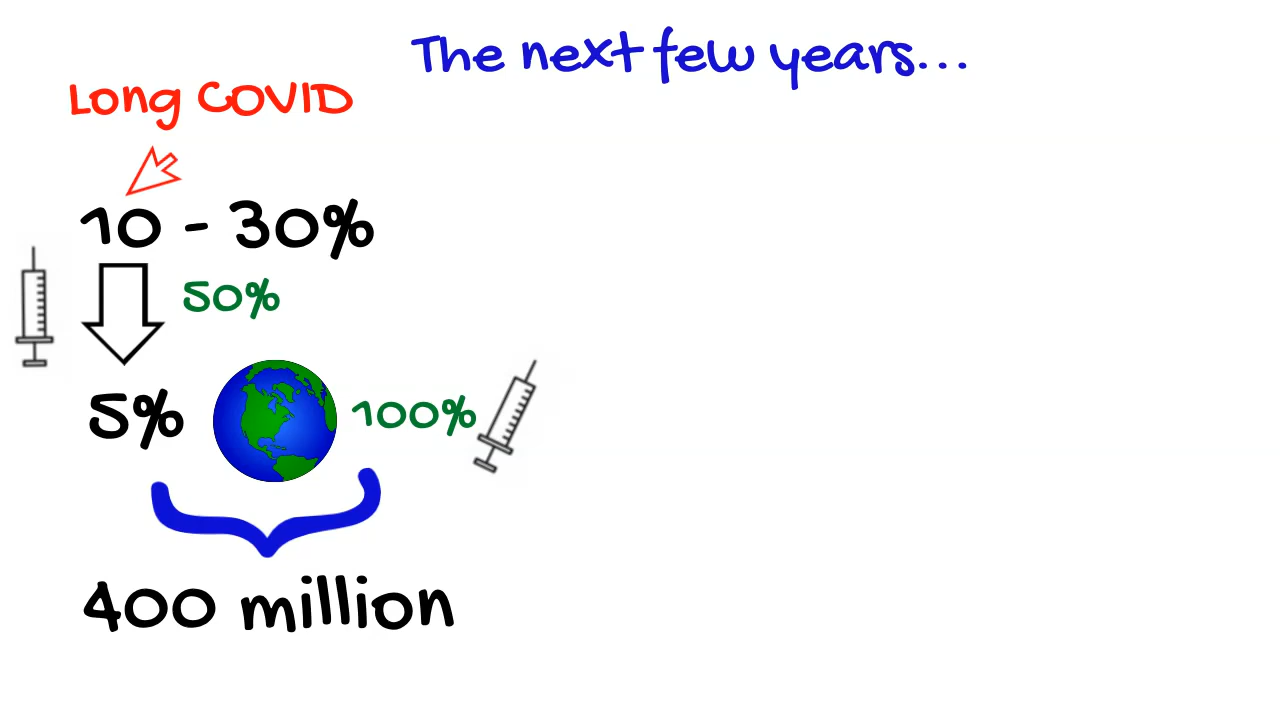 The next few years...
Long COVID
10 - 30%
50%
5%
100%
400 million